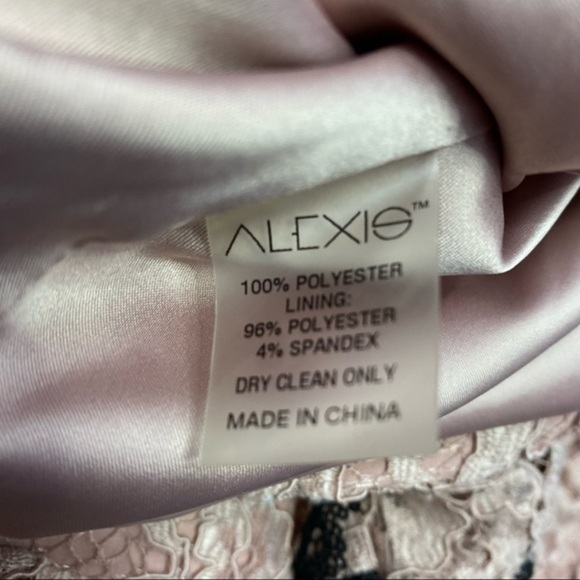 ALEXIS™
100% POLYESTER
LINING:
96% POLYESTER
4% SPANDEX
DRY CLEAN ONLY
MADE IN CHINA